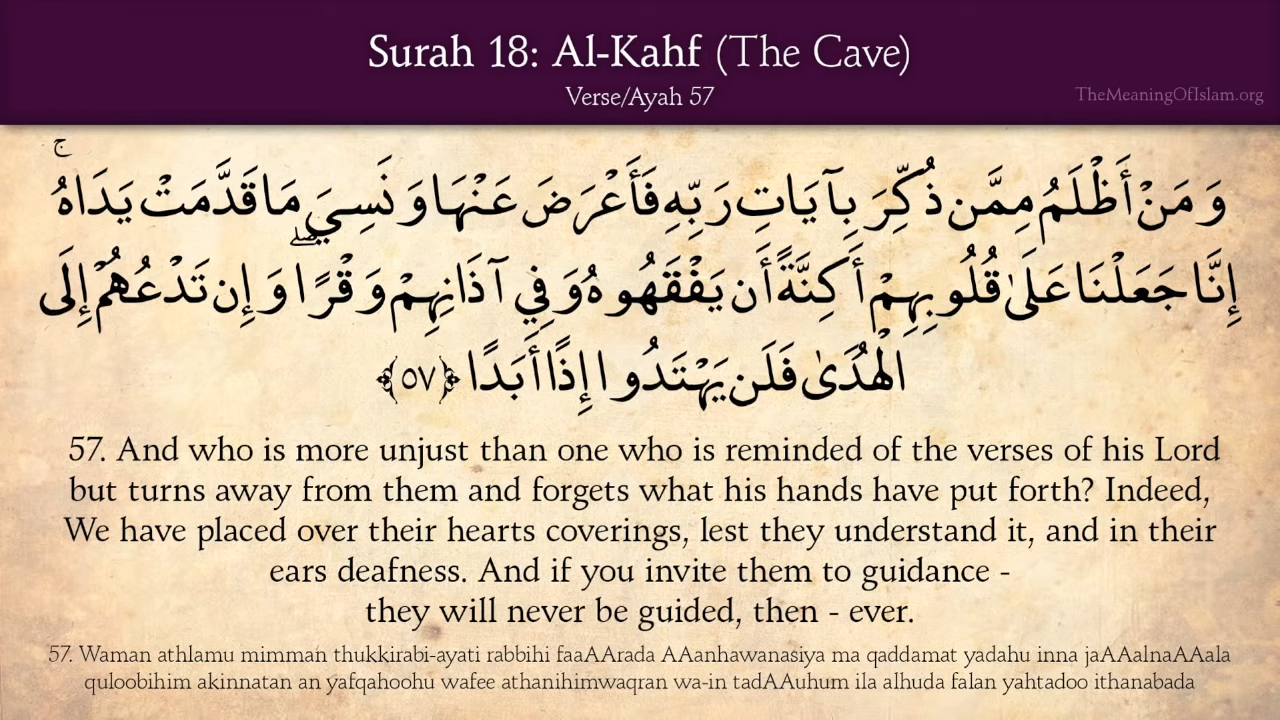 Surah 18: Al-Kahf (The Cave)
Verse/Ayah 57
TheMeaningOfIslam.org
وَمَنْ أَظْلَمُ مِمَّن ذُكِّرَ بِآيَاتِ رَبِّهِ فَأَعْرَضَ عَنْهَا وَنَسِيَ مَا قَدَّمَتْ يَدَاهُ ۚ
إِنَّا جَعَلْنَا عَلَىٰ قُلُوبِهِمْ أَكِنَّةً أَن يَفْقَهُوهُ وَفِي آذَانِهِمْ وَقْرًا ۖ وَإِن تَدْعُهُمْ إِلَى
الْهُدَىٰ فَلَن يَهْتَدُوا إِذًا أَبَدًا ﴿٥٧﴾
57. And who is more unjust than one who is reminded of the verses of his Lord
but turns away from them and forgets what his hands have put forth? Indeed,
We have placed over their hearts coverings, lest they understand it, and in their
ears deafness. And if you invite them to guidance -
they will never be guided, then - ever.
57. Waman athlamu mimman thukkirabi-ayati rabbihi faaAArada AAanhawanasiya ma qaddamat yadahu inna jaAAalnaAAala
quloobihim akinnatan an yafqahoohu wafee athanihimwaqran wa-in tadAAuhum ila alhuda falan yahtadoo ithanabada